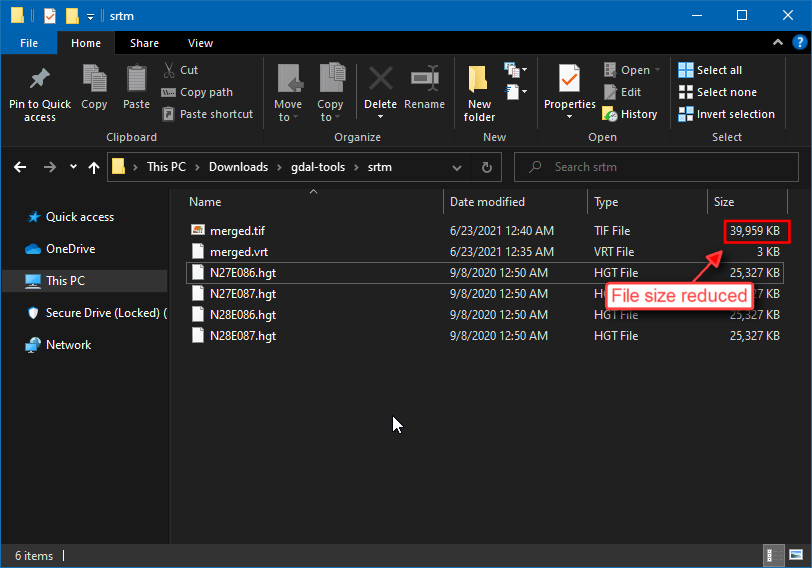 srtm
File Home Share View
Pin to Quick access
Copy
Paste
Cut
Copy path
Paste shortcut
Move to
Copy to
Delete
Rename
New folder
Properties
Open
Edit
History
Select all
Select none
Invert selection
Clipboard Organize New Open Select
This PC > Downloads > gdal-tools > srtm
Search srtm
Name Date modified Type Size
Quick access
OneDrive
This PC
Secure Drive (Locked) (
Network
merged.tif 6/23/2021 12:40 AM TIF File 39,959 KB
merged.vrt 6/23/2021 12:35 AM VRT File 3 KB
N27E086.hgt 9/8/2020 12:50 AM HGT File 25,327 KB
N27E087.hgt 9/8/2020 12:50 AM HGT File 27 KB
N28E086.hgt 9/8/2020 12:50 AM HGT File 25,327 KB
N28E087.hgt 9/8/2020 12:50 AM HGT File 25,327 KB
File size reduced
6 items